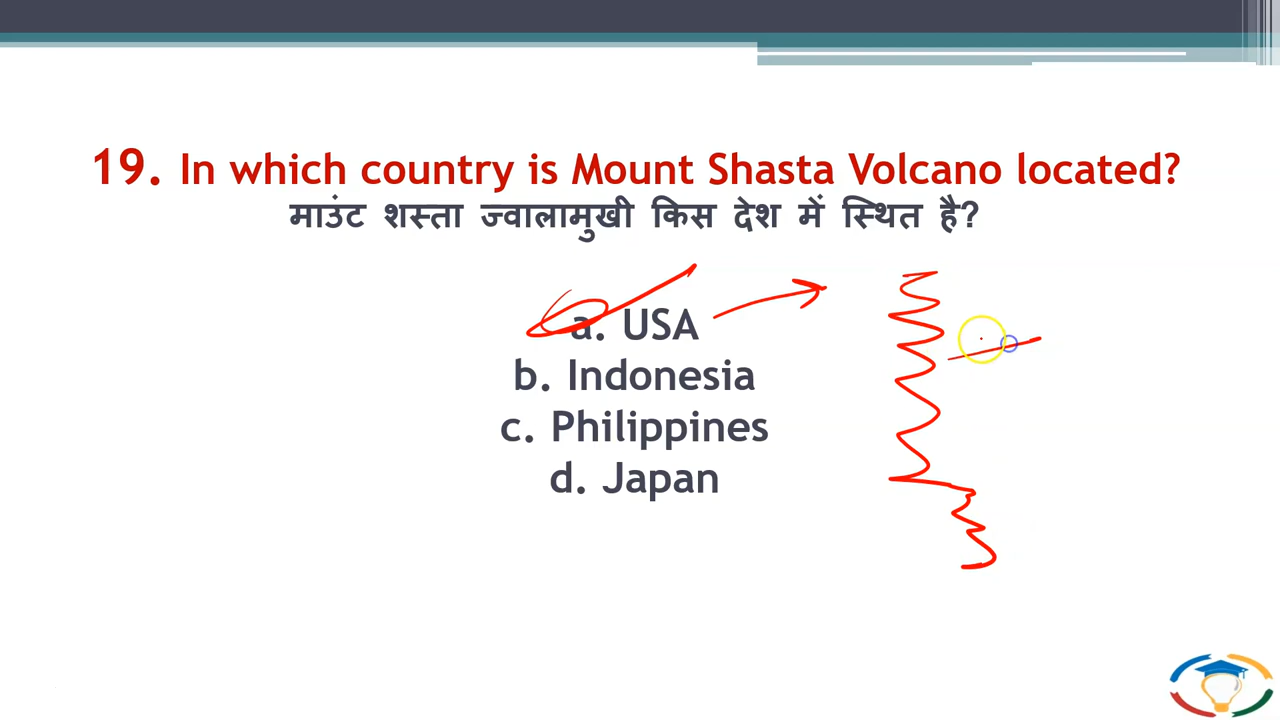 19. In which country is Mount Shasta Volcano located?
माउंट शस्ता ज्वालामुखी किस देश में स्थित है?
a. USA
b. Indonesia
c. Philippines
d. Japan